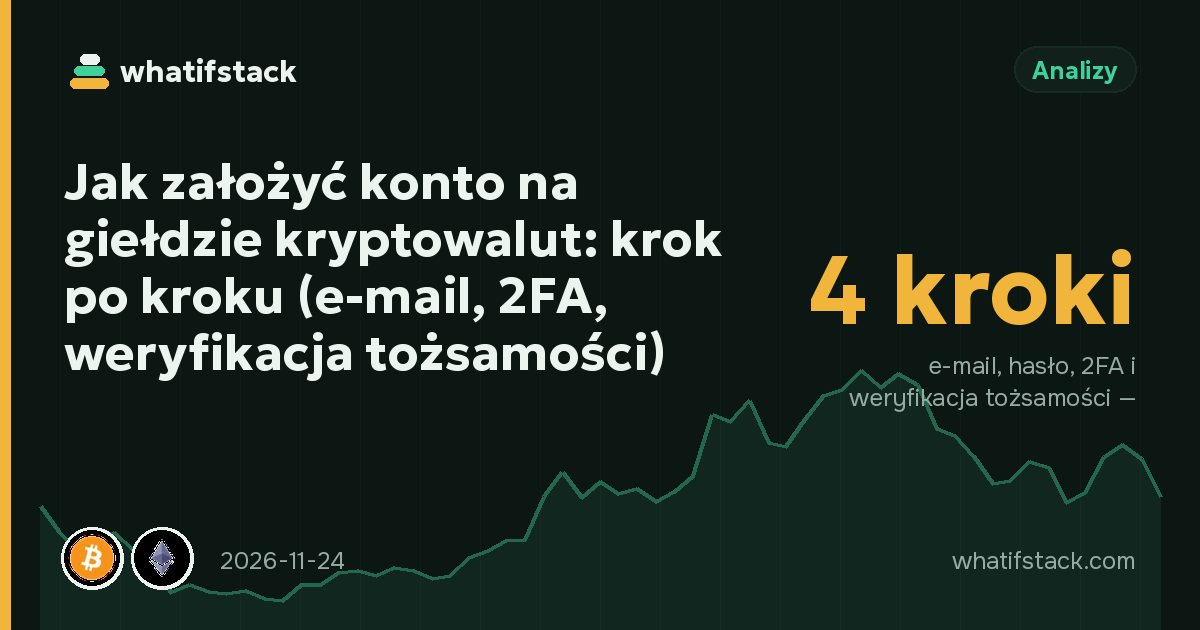 whatifstack
Analizy
Jak założyć konto na
giełdzie kryptowalut: krok
po kroku (e-mail, 2FA,
weryfikacja tożsamości)
4 kroki
e-mail, hasło, 2FA i
weryfikacja tożsamości —
2026-11-24
whatifstack.com